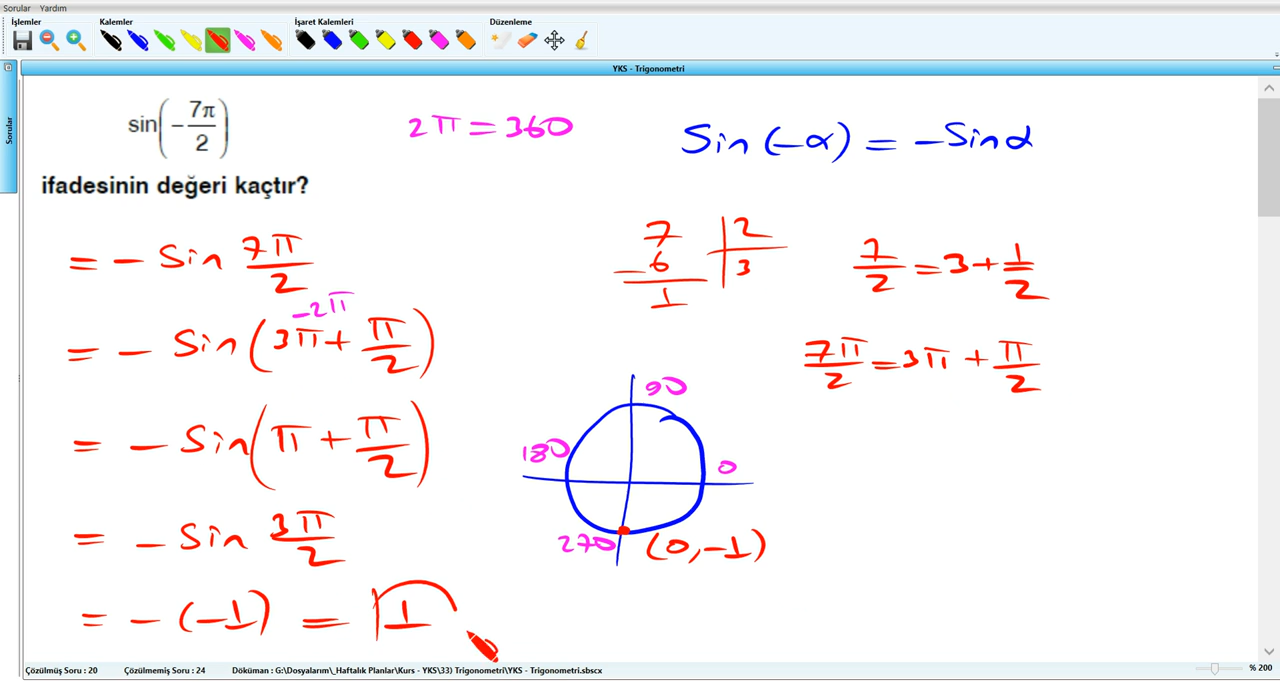 Sorular Yardım
İşlemler Kalemler İşaret Kalemleri Düzenleme
YKS - Trigonometri
Sorular
sin(-7π/2)
ifadesinin değeri kaçtır?
2π = 360
Sin(-α) = -Sinα
= - Sin 7π/2
-2π
= - Sin(3π + π/2)
= - Sin(π + π/2)
= - Sin 3π/2
= - (-1) = 1
7 | 2
- 6 | 3
1
7/2 = 3 + 1/2
7π/2 = 3π + π/2
90
180
0
270 (0, -1)
Çözülmüş Soru : 20 Çözülmemiş Soru : 24 Döküman : G:\Dosyalarım\_Haftalık Planlar\Kurs - YKS\33) Trigonometri\YKS - Trigonometri.sbscx % 200